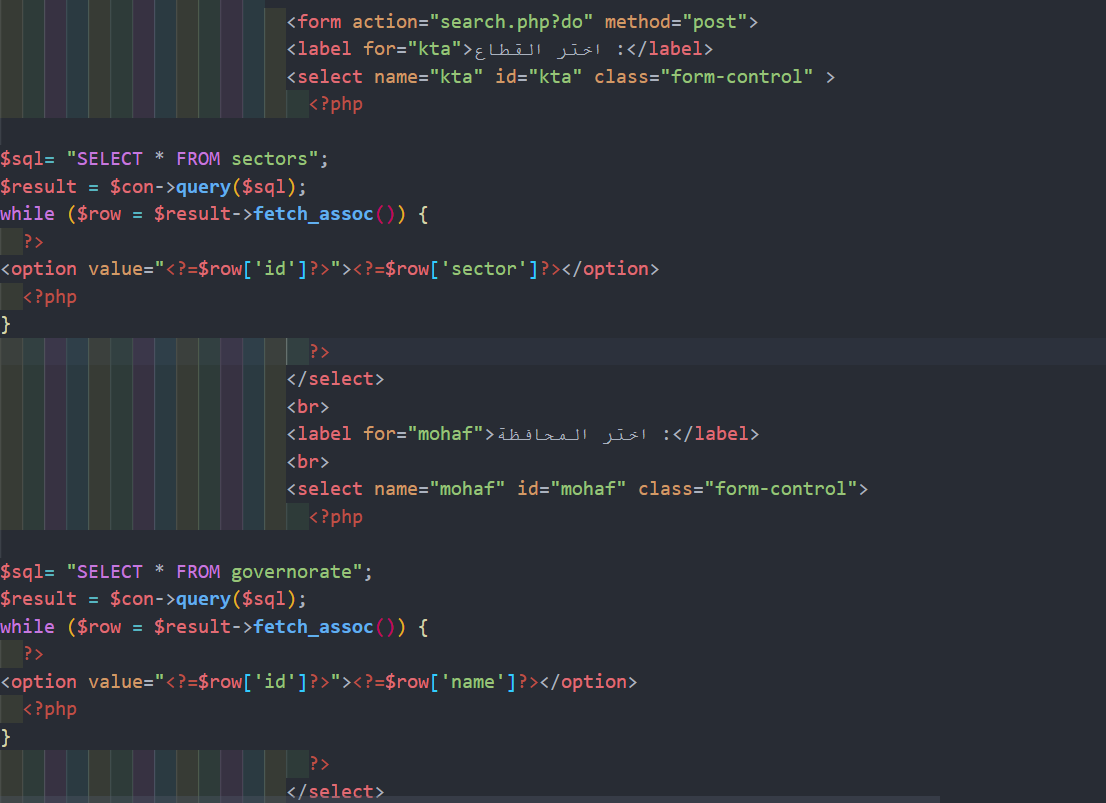 <form action="search.php?do" method="post">
<label for="kta">اختر القطاع :</label>
<select name="kta" id="kta" class="form-control" >
<?php
$sql= "SELECT * FROM sectors";
$result = $con->query($sql);
while ($row = $result->fetch_assoc()) {
?>
<option value="<?=$row['id']?>"><?=$row['sector']?></option>
<?php
}
?>
</select>
<br>
<label for="mohaf">اختر المحافظة :</label>
<br>
<select name="mohaf" id="mohaf" class="form-control">
<?php
$sql= "SELECT * FROM governorate";
$result = $con->query($sql);
while ($row = $result->fetch_assoc()) {
?>
<option value="<?=$row['id']?>"><?=$row['name']?></option>
<?php
}
?>
</select>